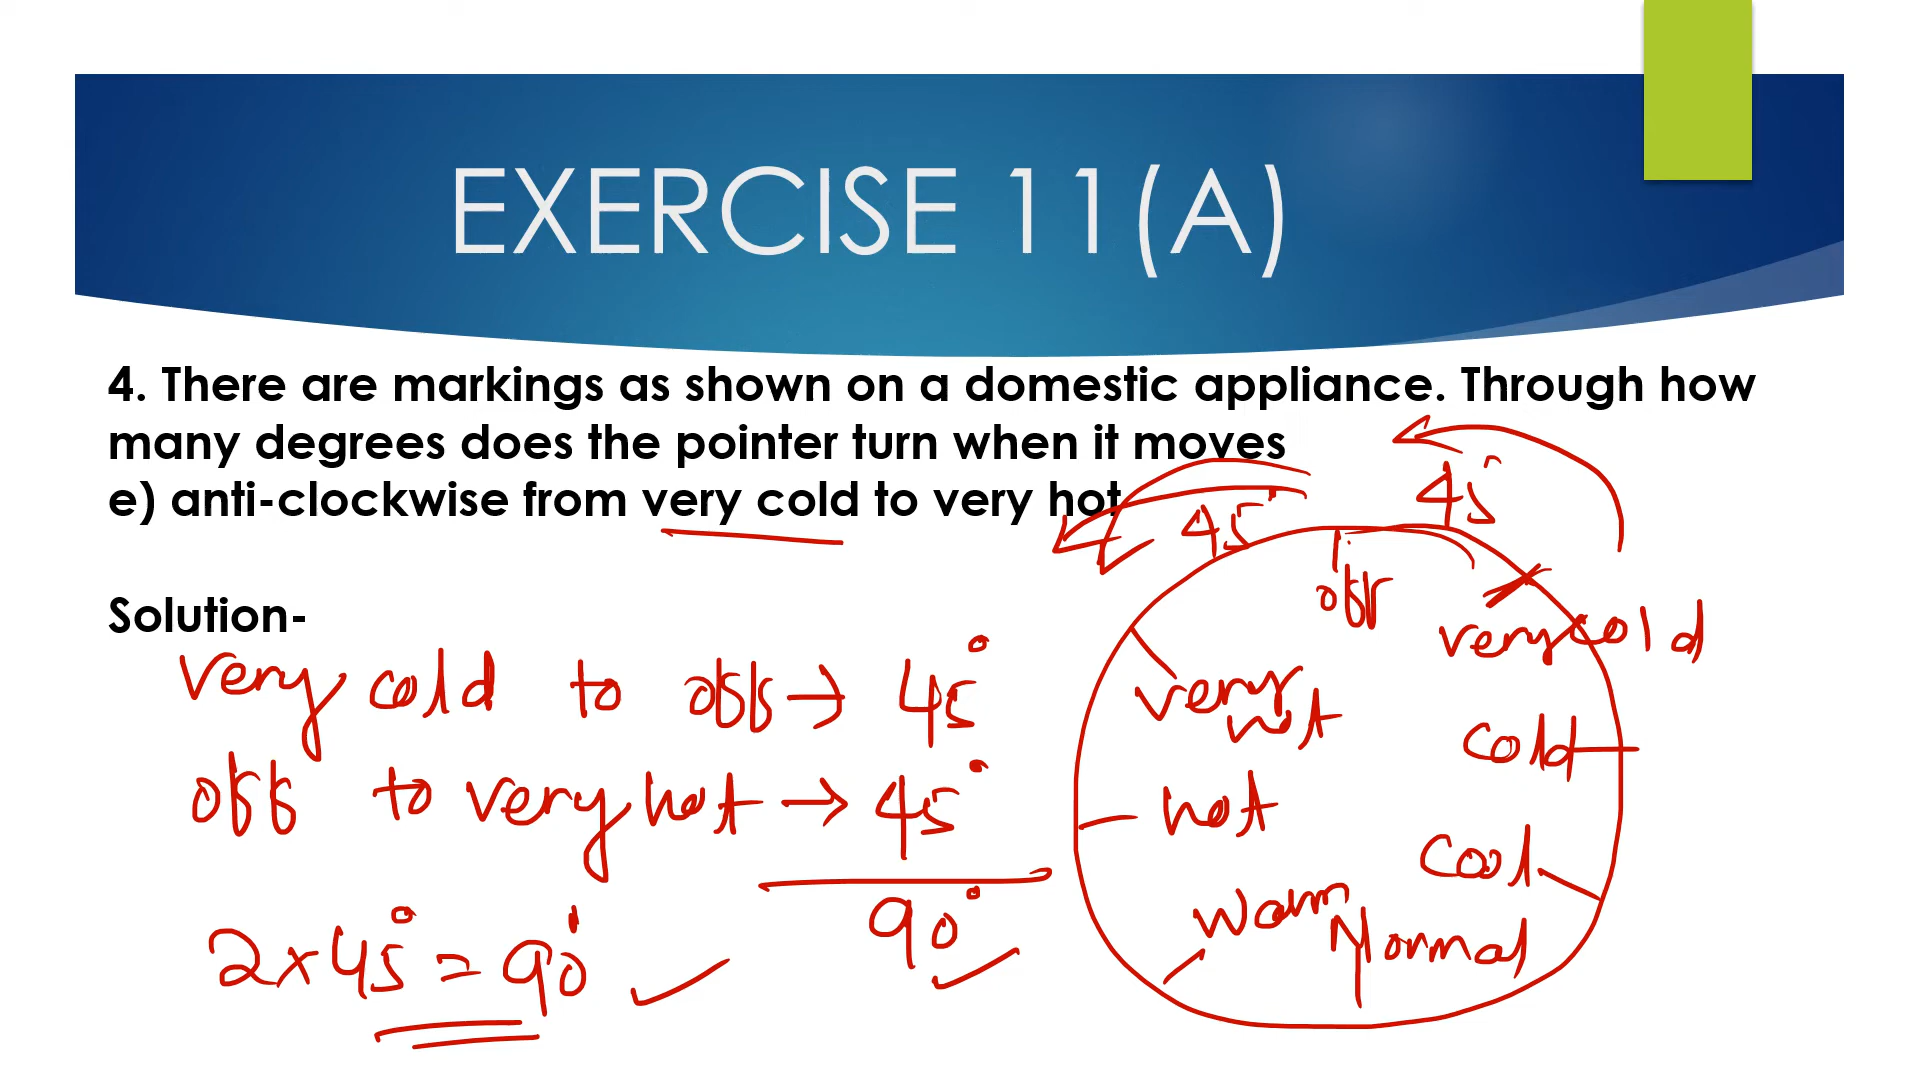 EXERCISE 11(A)
4. There are markings as shown on a domestic appliance. Through how
many degrees does the pointer turn when it moves
e) anti-clockwise from very cold to very hot
Solution-
very cold to off → 45°
off to very hot → 45°
90°
2 × 45° = 90°
45°
45°
off
very cold
very
hot
cold
hot
cool
warm
Normal